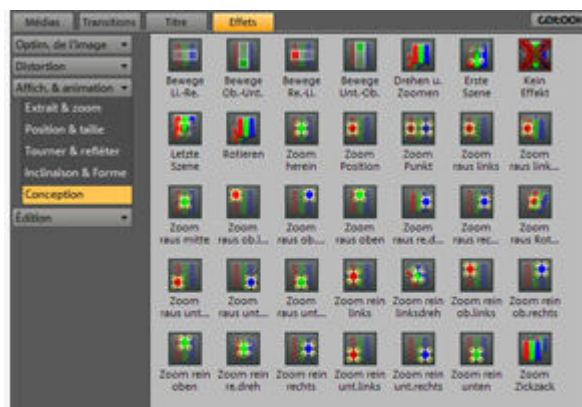 Médias Transitions Titre Effets
Optim. de l'image
Distortion
Affich. & animation
Extrait & zoom
Position & taille
Tourner & refléter
Inclinaison & Forme
Conception
Édition
Bewege Bewege Bewege Bewege Drehen u. Erste Kein
Li.-Re. Ob.-Unt. Re.-Li. Unt.-Ob. Zoomen Szene Effekt
Letzte Rotieren Zoom Zoom Zoom Zoom Zoom
Szene herein Position Punkt raus links raus link...
Zoom Zoom Zoom Zoom Zoom Zoom Zoom
raus mitte raus ob.l... raus ob.... raus oben raus re.d... raus rec... raus Rot...
Zoom Zoom Zoom Zoom rein Zoom rein Zoom rein Zoom rein
raus unt... raus unt... raus unt... links linksdreh ob.links ob.rechts
Zoom rein Zoom rein Zoom rein Zoom rein Zoom rein Zoom rein Zoom
oben re.dreh rechts unt.links unt.rechts unten Zickzack